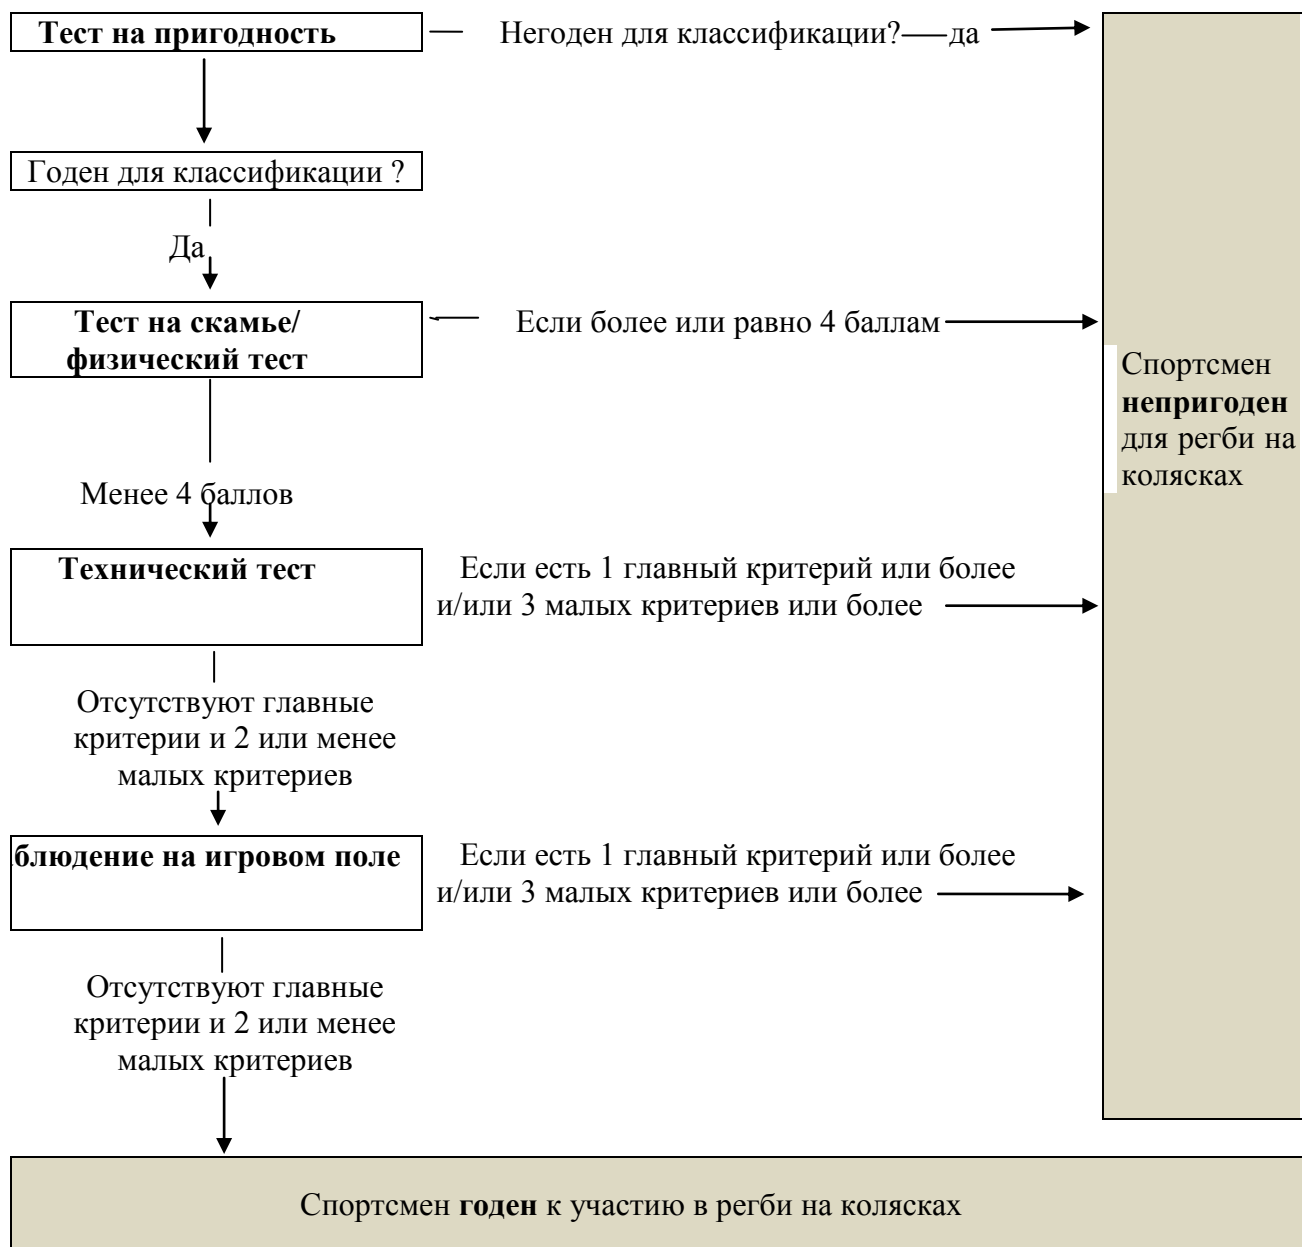 Тест на пригодность
Негоден для классификации? да
Годен для классификации ?
Да
Тест на скамье/
физический тест
Если более или равно 4 баллам
Спортсмен
непригоден
для регби на
колясках
Менее 4 баллов
Технический тест
Если есть 1 главный критерий или более
и/или 3 малых критериев или более
Отсутствуют главные
критерии и 2 или менее
малых критериев
блюдение на игровом поле
Если есть 1 главный критерий или более
и/или 3 малых критериев или более
Отсутствуют главные
критерии и 2 или менее
малых критериев
Спортсмен годен к участию в регби на колясках